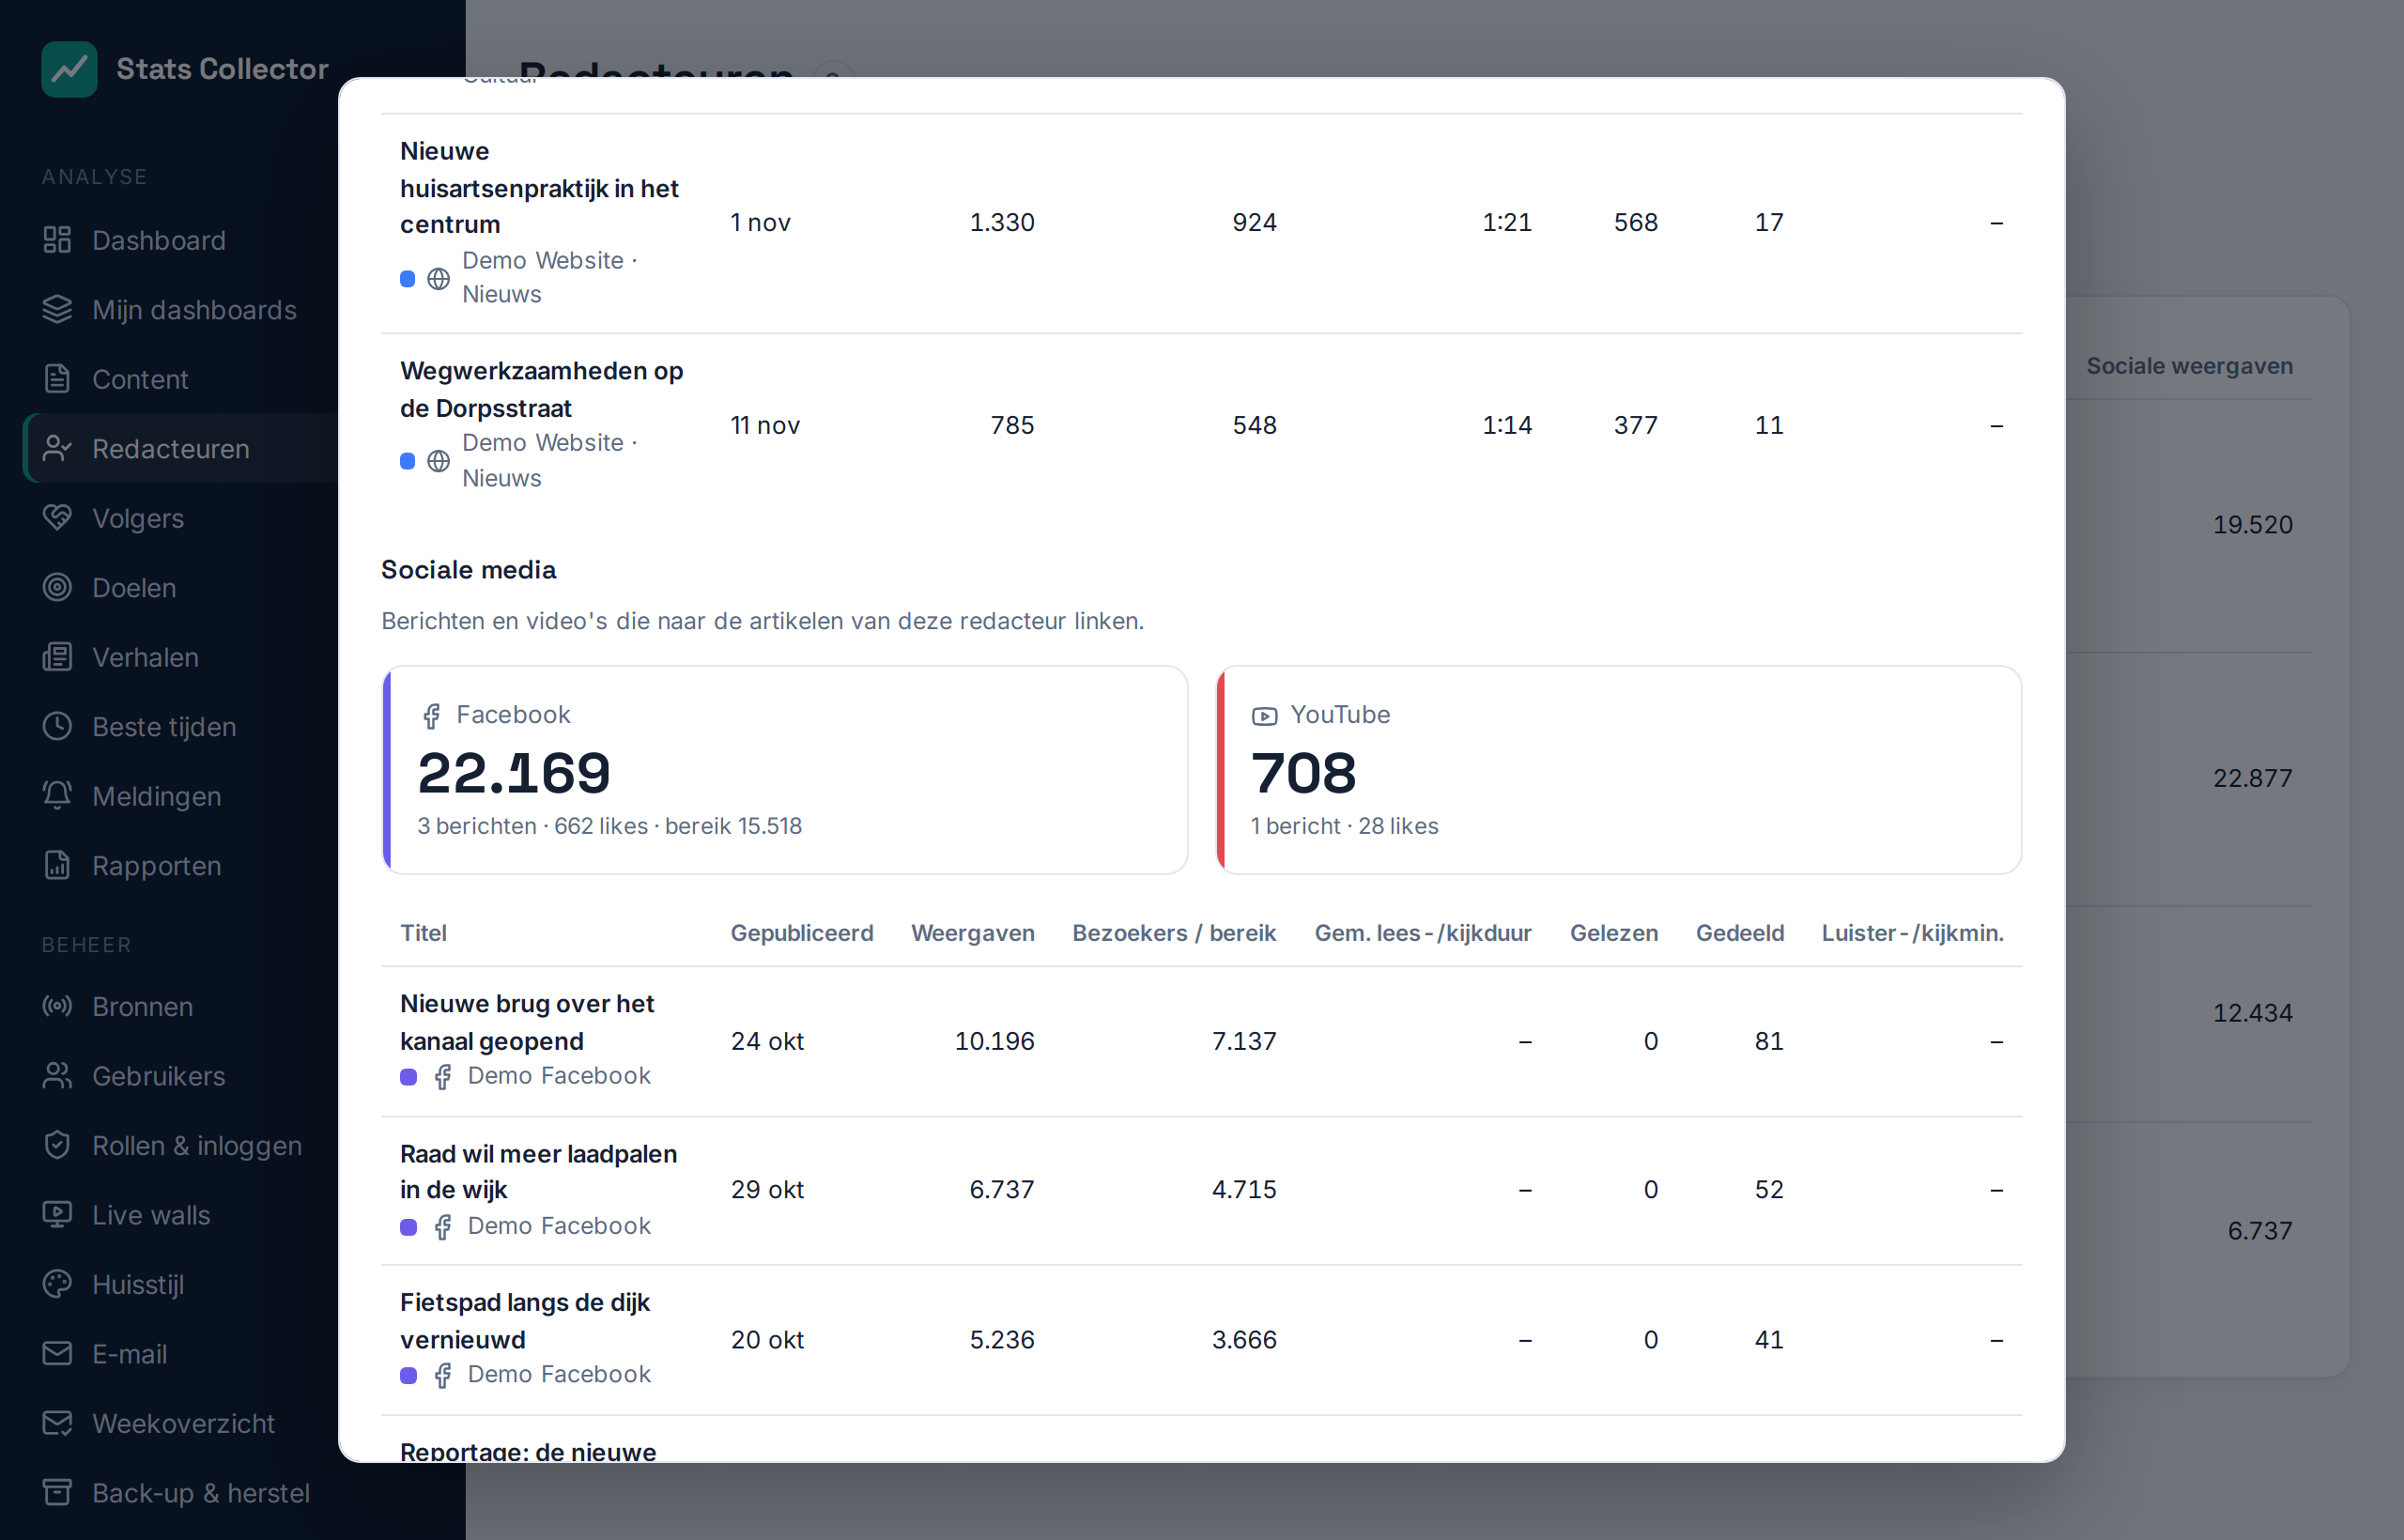 Stats Collector
ANALYSE
Dashboard
Mijn dashboards
Content
Redacteuren
Volgers
Doelen
Verhalen
Beste tijden
Meldingen
Rapporten
BEHEER
Bronnen
Gebruikers
Rollen & inloggen
Live walls
Huisstijl
E-mail
Weekoverzicht
Back-up & herstel
Redacteuren
Cultuur
Nieuwe
huisartsenpraktijk in het
centrum
Demo Website ·
Nieuws
1 nov 1.330 924 1:21 568 17 –
Wegwerkzaamheden op
de Dorpsstraat
Demo Website ·
Nieuws
11 nov 785 548 1:14 377 11 –
Sociale media
Berichten en video's die naar de artikelen van deze redacteur linken.
Facebook
22.169
3 berichten · 662 likes · bereik 15.518
YouTube
708
1 bericht · 28 likes
Titel Gepubliceerd Weergaven Bezoekers / bereik Gem. lees-/kijkduur Gelezen Gedeeld Luister-/kijkmin.
Nieuwe brug over het
kanaal geopend
Demo Facebook
24 okt 10.196 7.137 – 0 81 –
Raad wil meer laadpalen
in de wijk
Demo Facebook
29 okt 6.737 4.715 – 0 52 –
Fietspad langs de dijk
vernieuwd
Demo Facebook
20 okt 5.236 3.666 – 0 41 –
Reportage: de nieuwe
Sociale weergaven
19.520
22.877
12.434
6.737